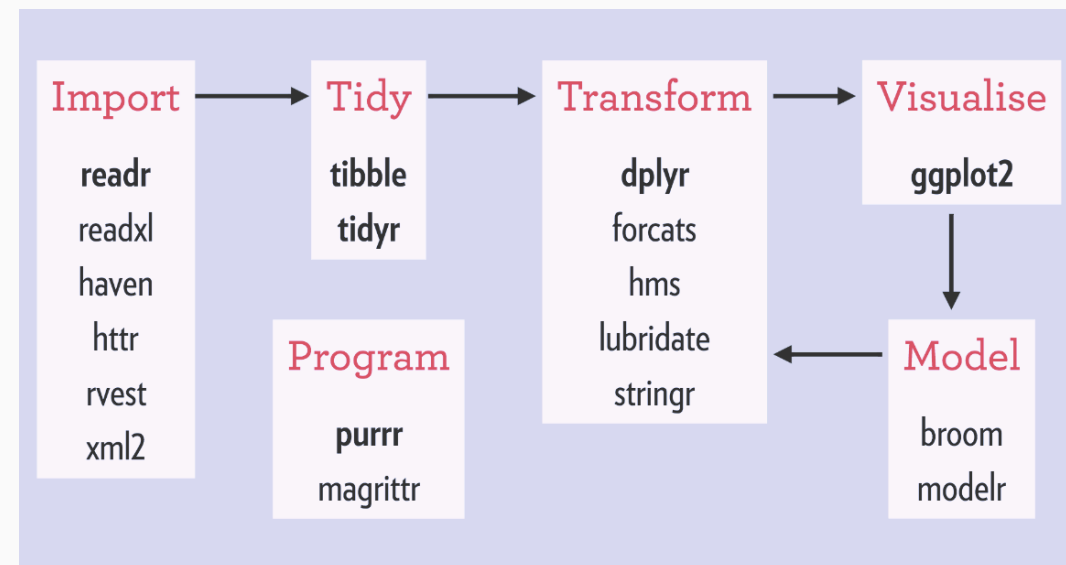 Import
readr
readxl
haven
httr
rvest
xml2
Tidy
tibble
tidyr
Program
purrr
magrittr
Transform
dplyr
forcats
hms
lubridate
stringr
Visualise
ggplot2
Model
broom
modelr